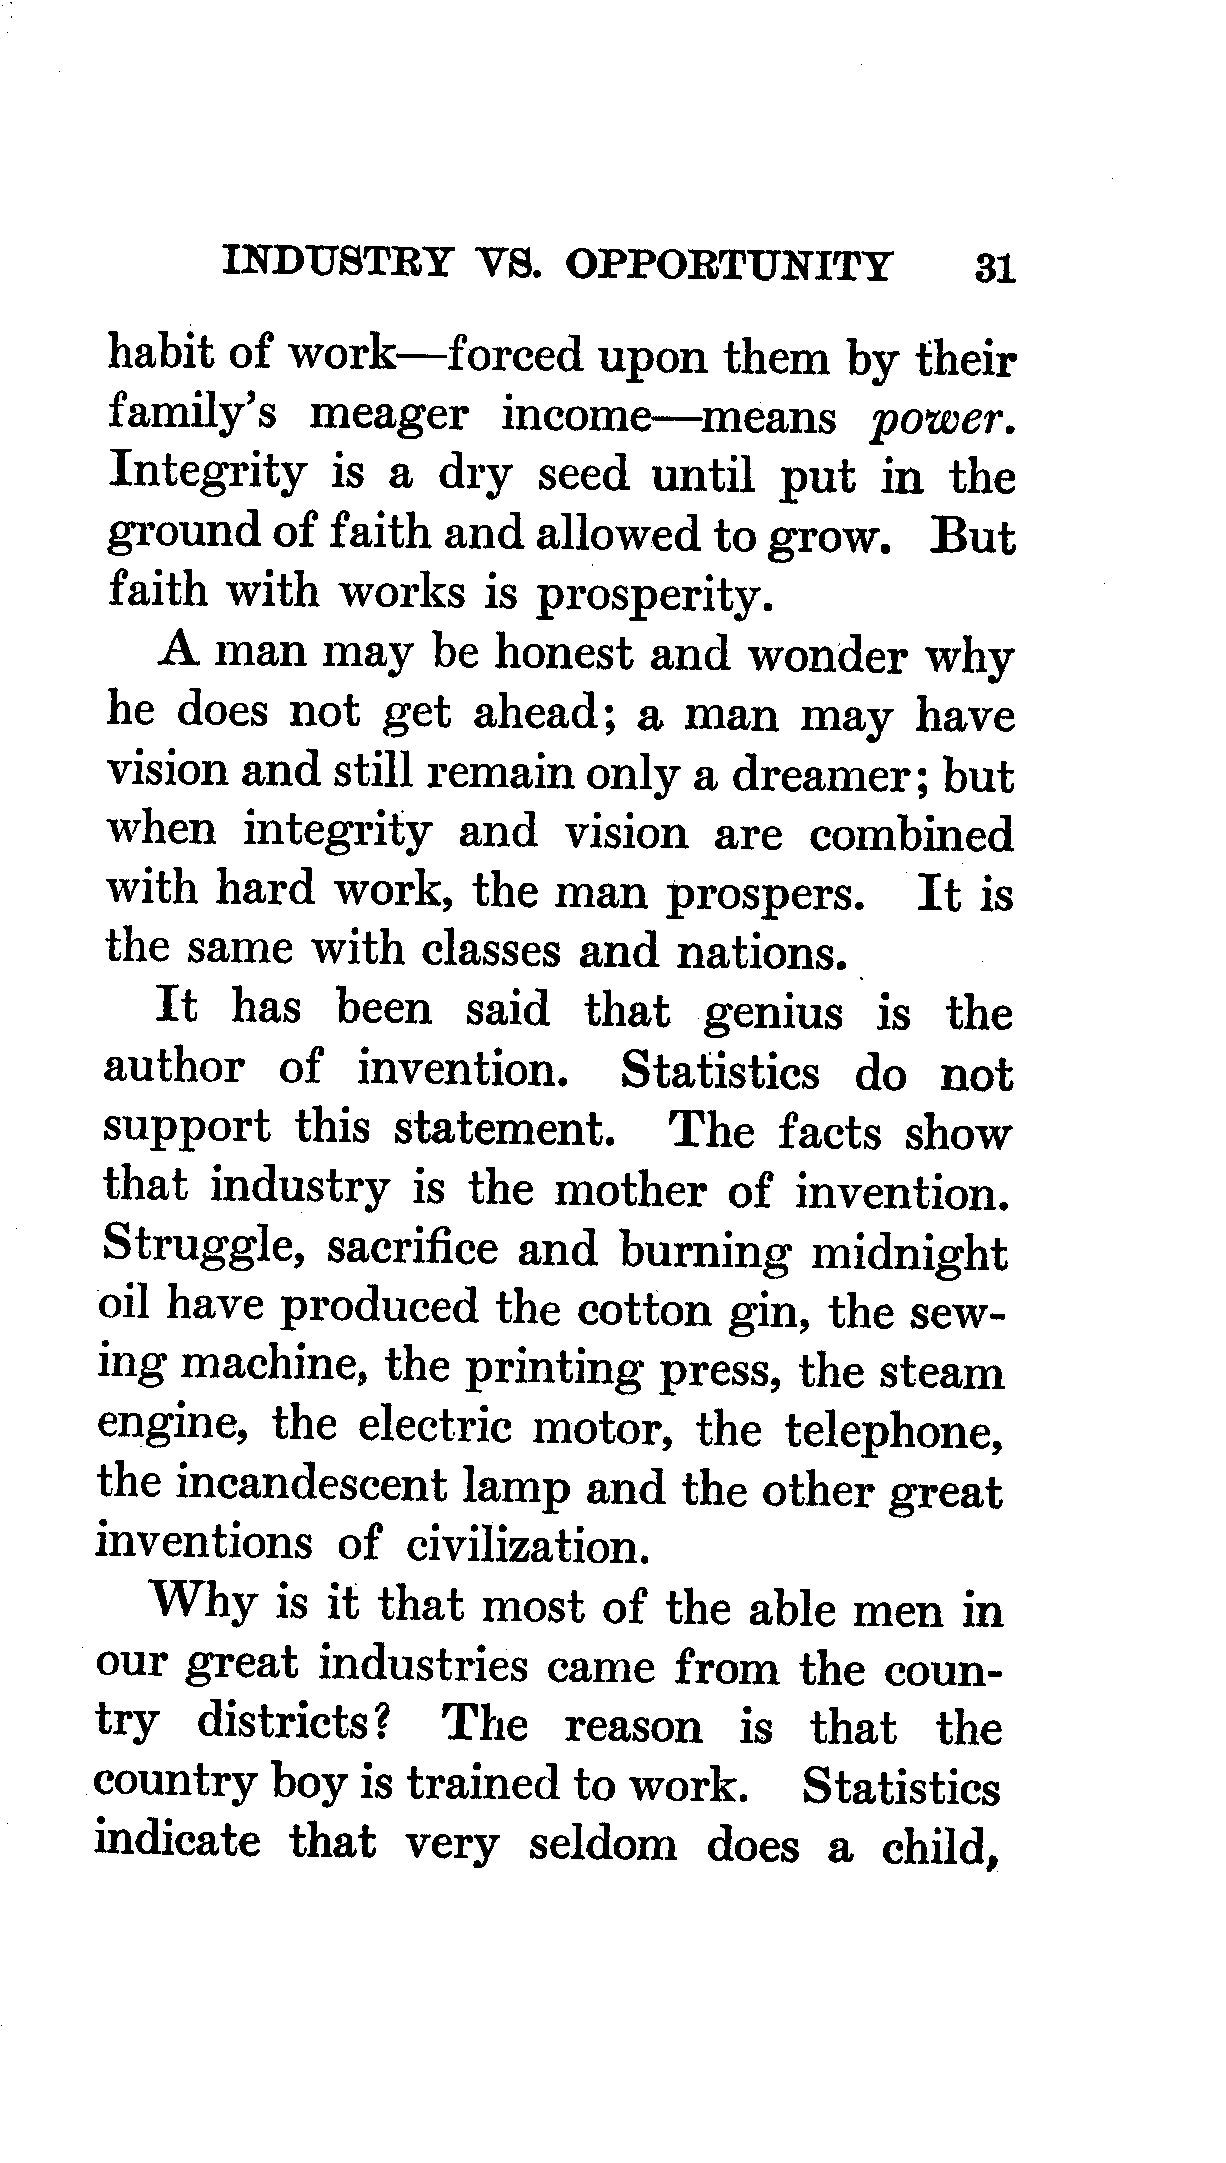 INDUSTRY VS. OPPORTUNITY 31
habit of work—forced upon them by their
family's meager income—means power.
Integrity is a dry seed until put in the
ground of faith and allowed to grow. But
faith with works is prosperity.
A man may be honest and wonder why
he does not get ahead; a man may have
vision and still remain only a dreamer; but
when integrity and vision are combined
with hard work, the man prospers. It is
the same with classes and nations.
It has been said that genius is the
author of invention. Statistics do not
support this statement. The facts show
that industry is the mother of invention.
Struggle, sacrifice and burning midnight
oil have produced the cotton gin, the sew-
ing machine, the printing press, the steam
engine, the electric motor, the telephone,
the incandescent lamp and the other great
inventions of civilization.
Why is it that most of the able men in
our great industries came from the coun-
try districts? The reason is that the
country boy is trained to work. Statistics
indicate that very seldom does a child,